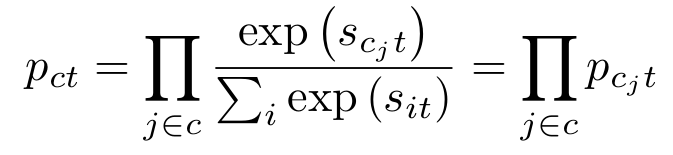 p_{ct} = \prod_{j \in c} \frac{\exp\left(s_{c_j t}\right)}{\sum_i \exp\left(s_{it}\right)} = \prod_{j \in c} p_{c_j t}